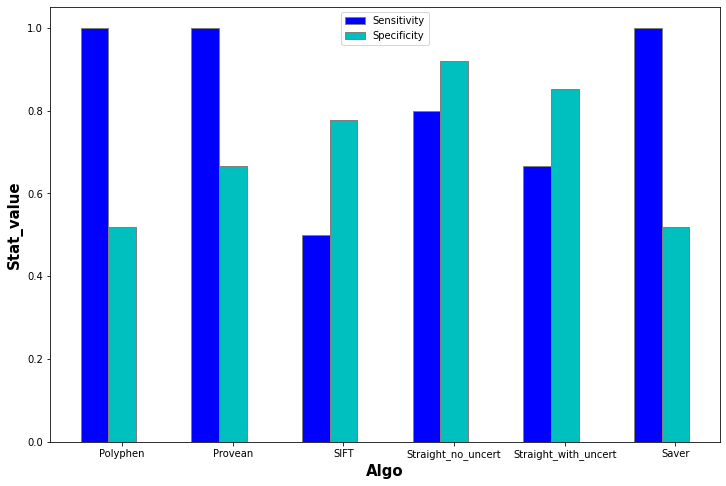 Sensitivity
Specificity
1.0
0.8
0.6
0.4
0.2
0.0
Stat_value
Polyphen Provean SIFT Straight_no_uncert Straight_with_uncert Saver
Algo